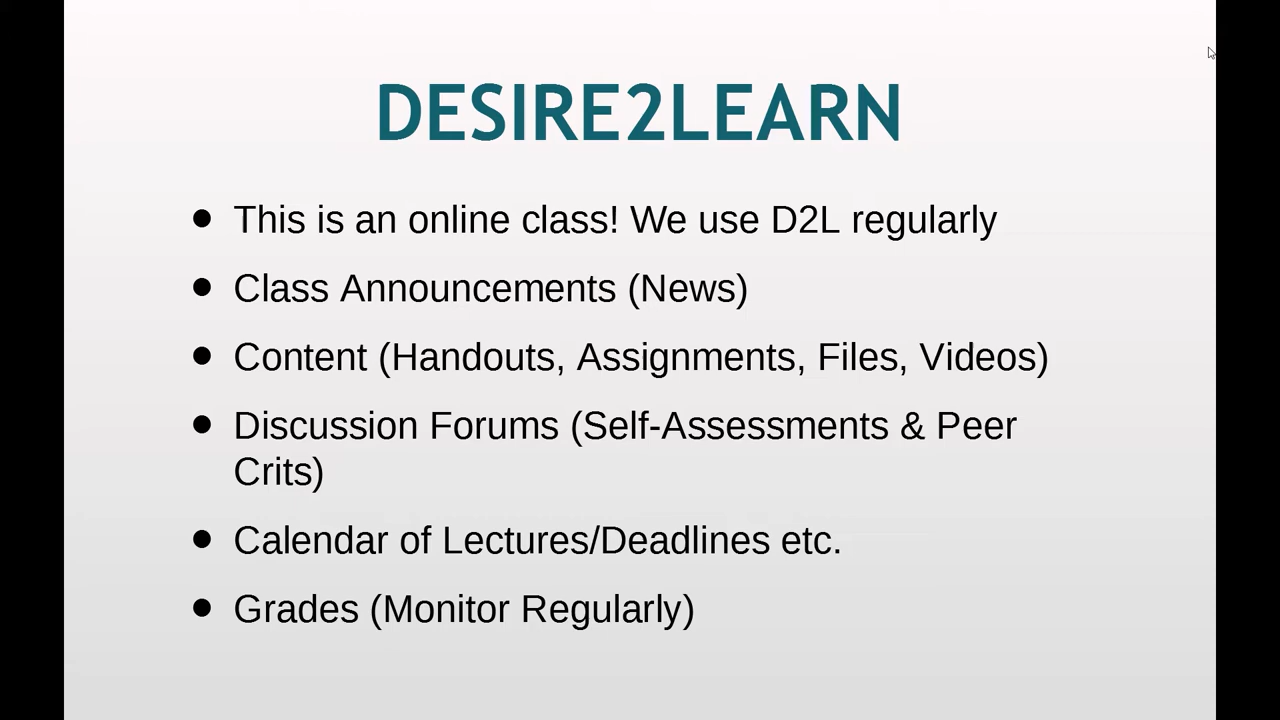 DESIRE2LEARN
● This is an online class! We use D2L regularly
● Class Announcements (News)
● Content (Handouts, Assignments, Files, Videos)
● Discussion Forums (Self-Assessments & Peer
Crits)
● Calendar of Lectures/Deadlines etc.
● Grades (Monitor Regularly)